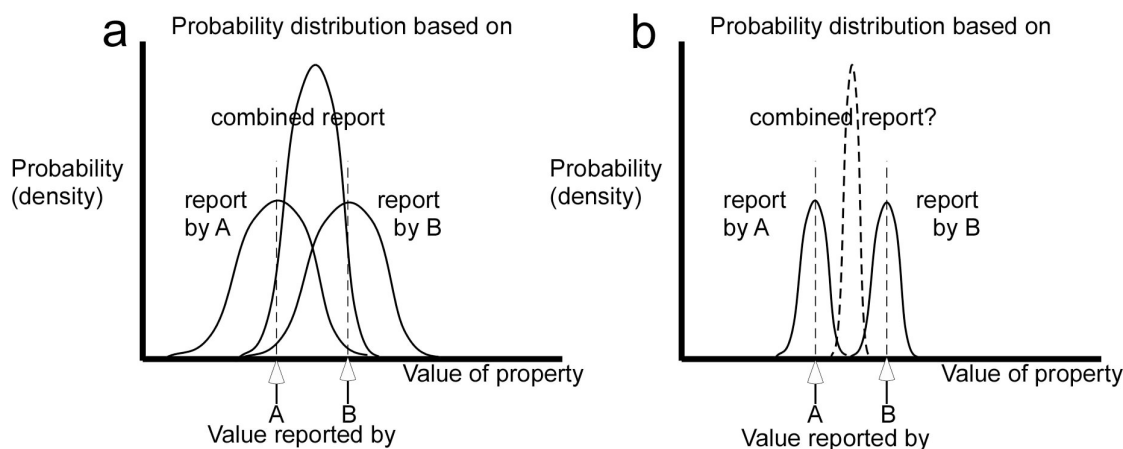 a
Probability distribution based on
combined report
Probability
(density)
report
by A
report
by B
Value of property
A
B
Value reported by
b
Probability distribution based on
combined report?
Probability
(density)
report
by A
report
by B
Value of property
A
B
Value reported by